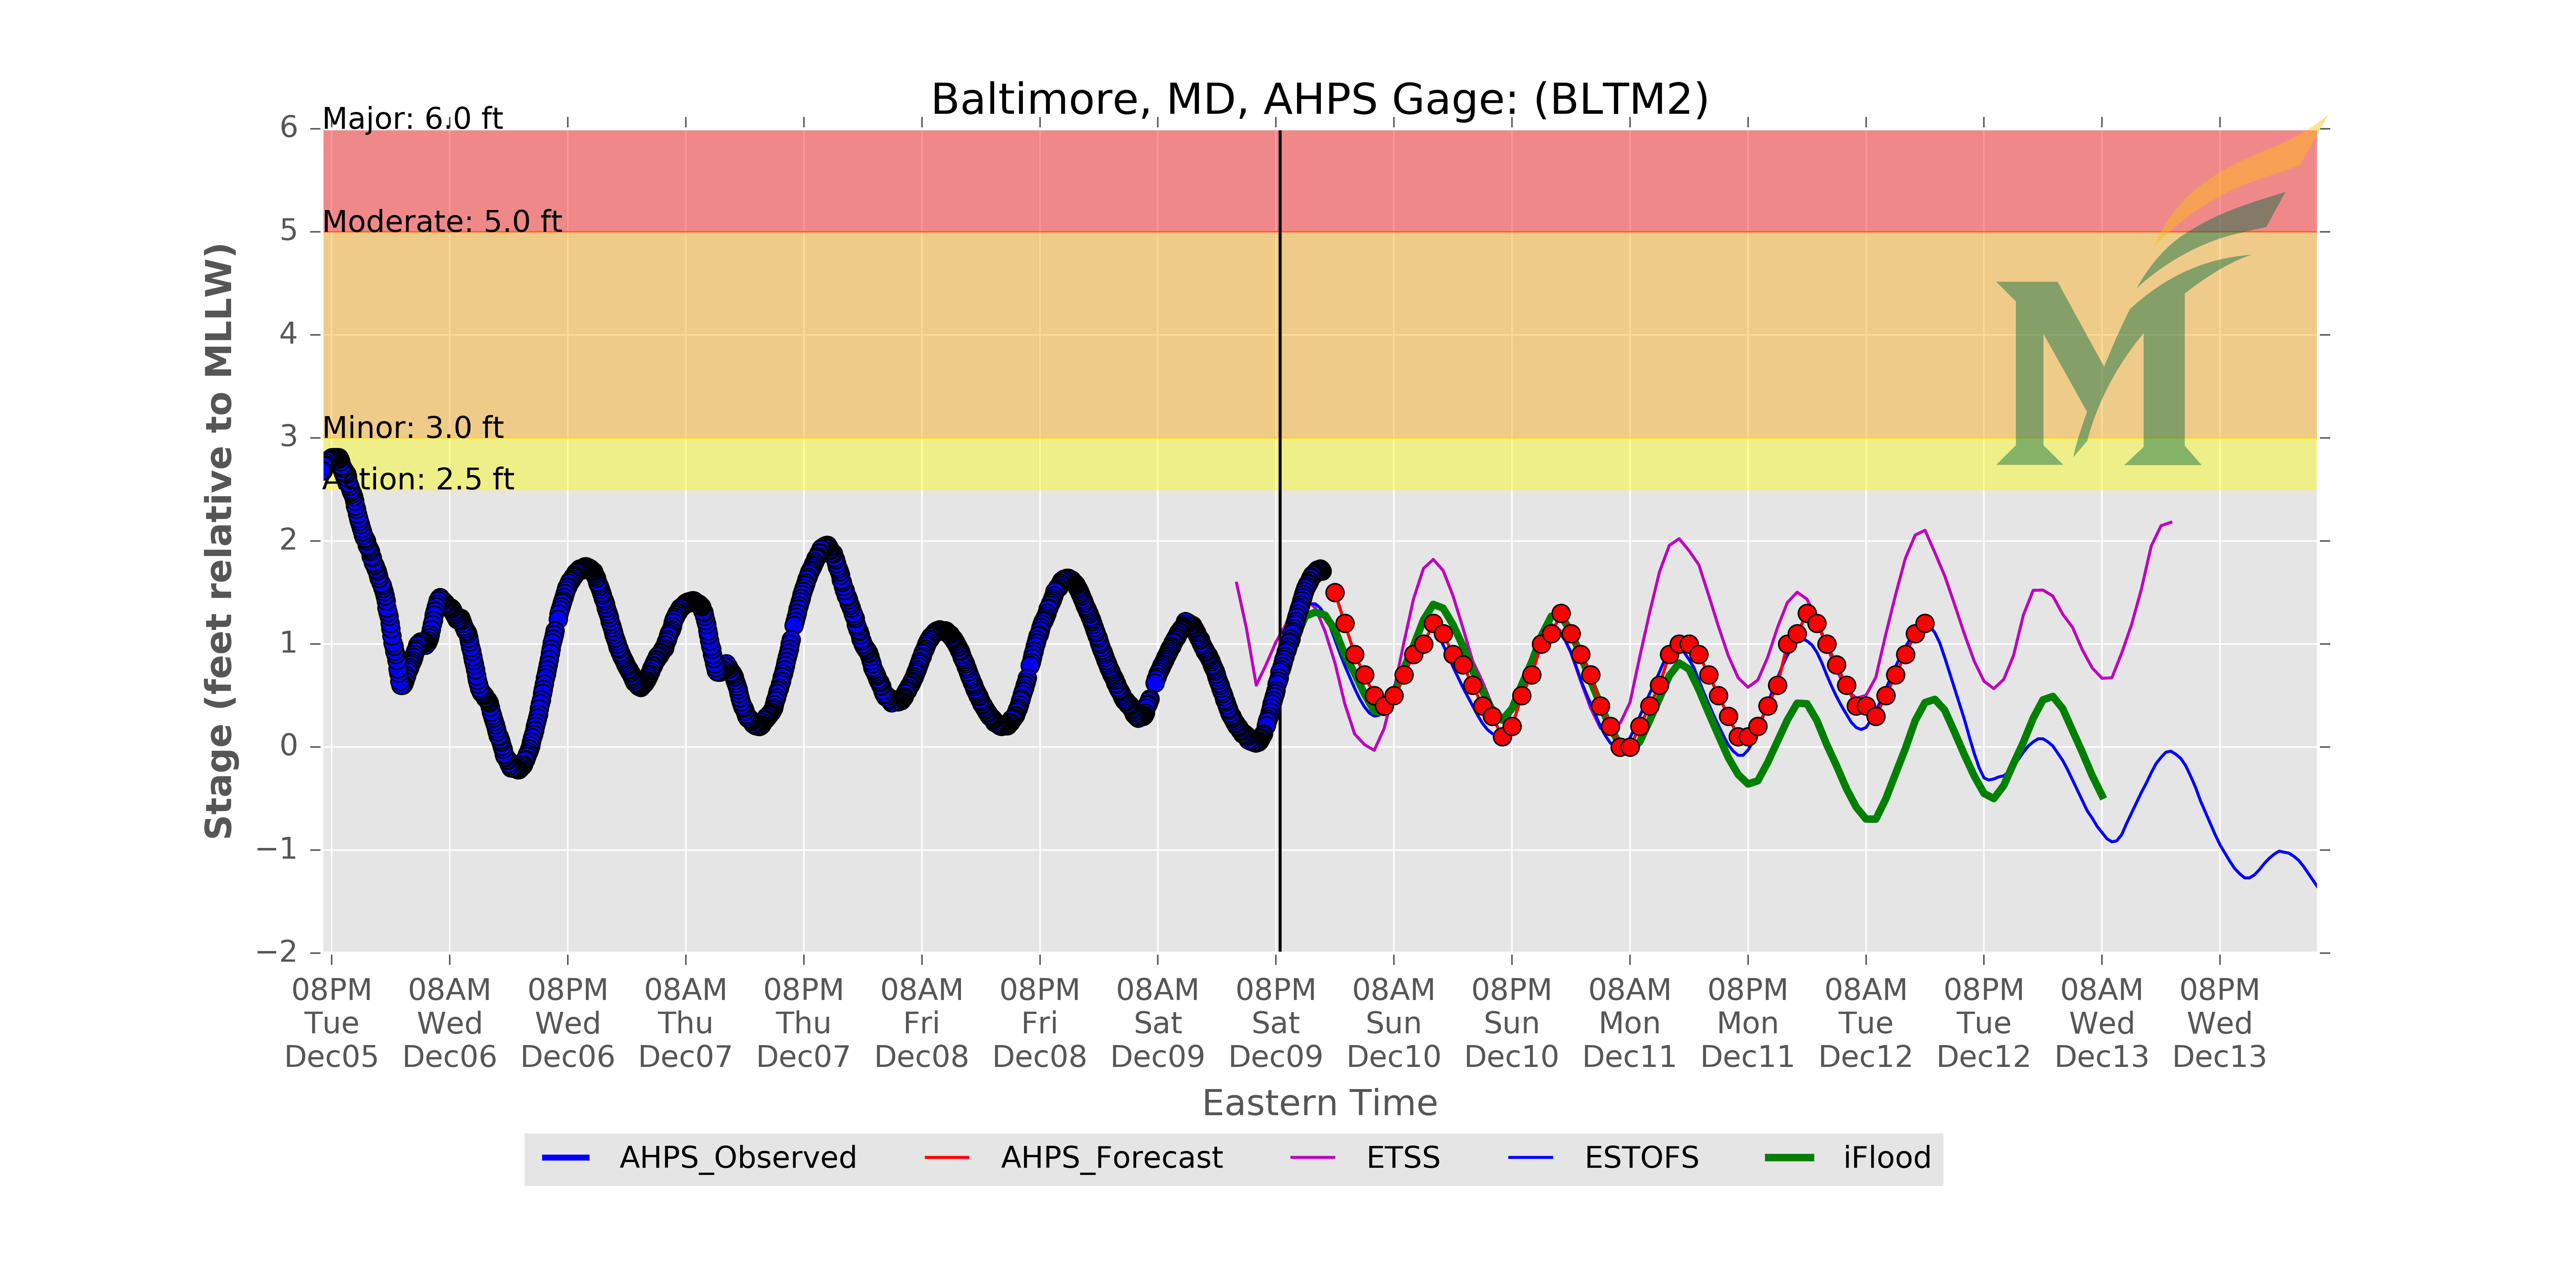 Baltimore, MD, AHPS Gage: (BLTM2)
Major: 6.0 ft
Moderate: 5.0 ft
Minor: 3.0 ft
Action: 2.5 ft
6
5
4
3
2
1
0
−1
−2
Stage (feet relative to MLLW)
M
08PM 08AM 08PM 08AM 08PM 08AM 08PM 08AM 08PM 08AM 08PM 08AM 08PM 08AM 08PM 08AM 08PM
Tue Wed Wed Thu Thu Fri Fri Sat Sat Sun Sun Mon Mon Tue Tue Wed Wed
Dec05 Dec06 Dec06 Dec07 Dec07 Dec08 Dec08 Dec09 Dec09 Dec10 Dec10 Dec11 Dec11 Dec12 Dec12 Dec13 Dec13
Eastern Time
AHPS_Observed AHPS_Forecast ETSS ESTOFS iFlood